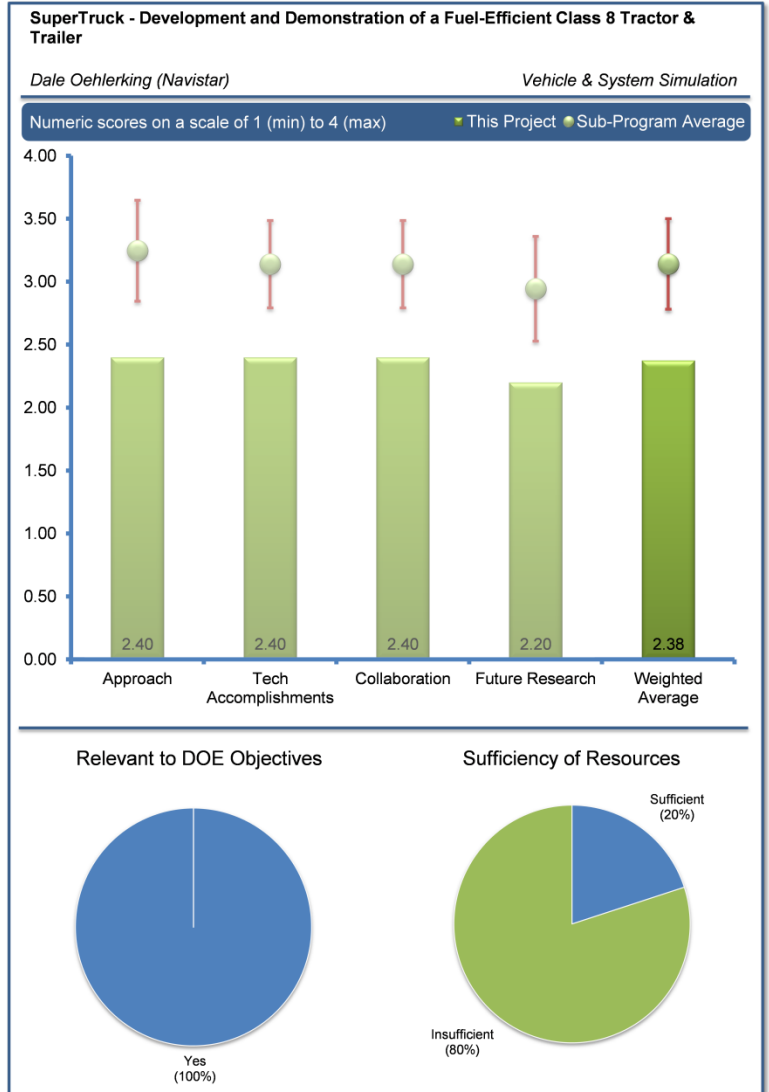 SuperTruck - Development and Demonstration of a Fuel-Efficient Class 8 Tractor &
Trailer
Dale Oehlerking (Navistar) Vehicle & System Simulation
Numeric scores on a scale of 1 (min) to 4 (max) This Project Sub-Program Average
4.00
3.50
3.00
2.50
2.00
1.50
1.00
0.50
0.00
2.40 2.40 2.40 2.20 2.38
Approach Tech Collaboration Future Research Weighted
Accomplishments Average
Relevant to DOE Objectives Sufficiency of Resources
Sufficient
(20%)
Insufficient
(80%)
Yes
(100%)